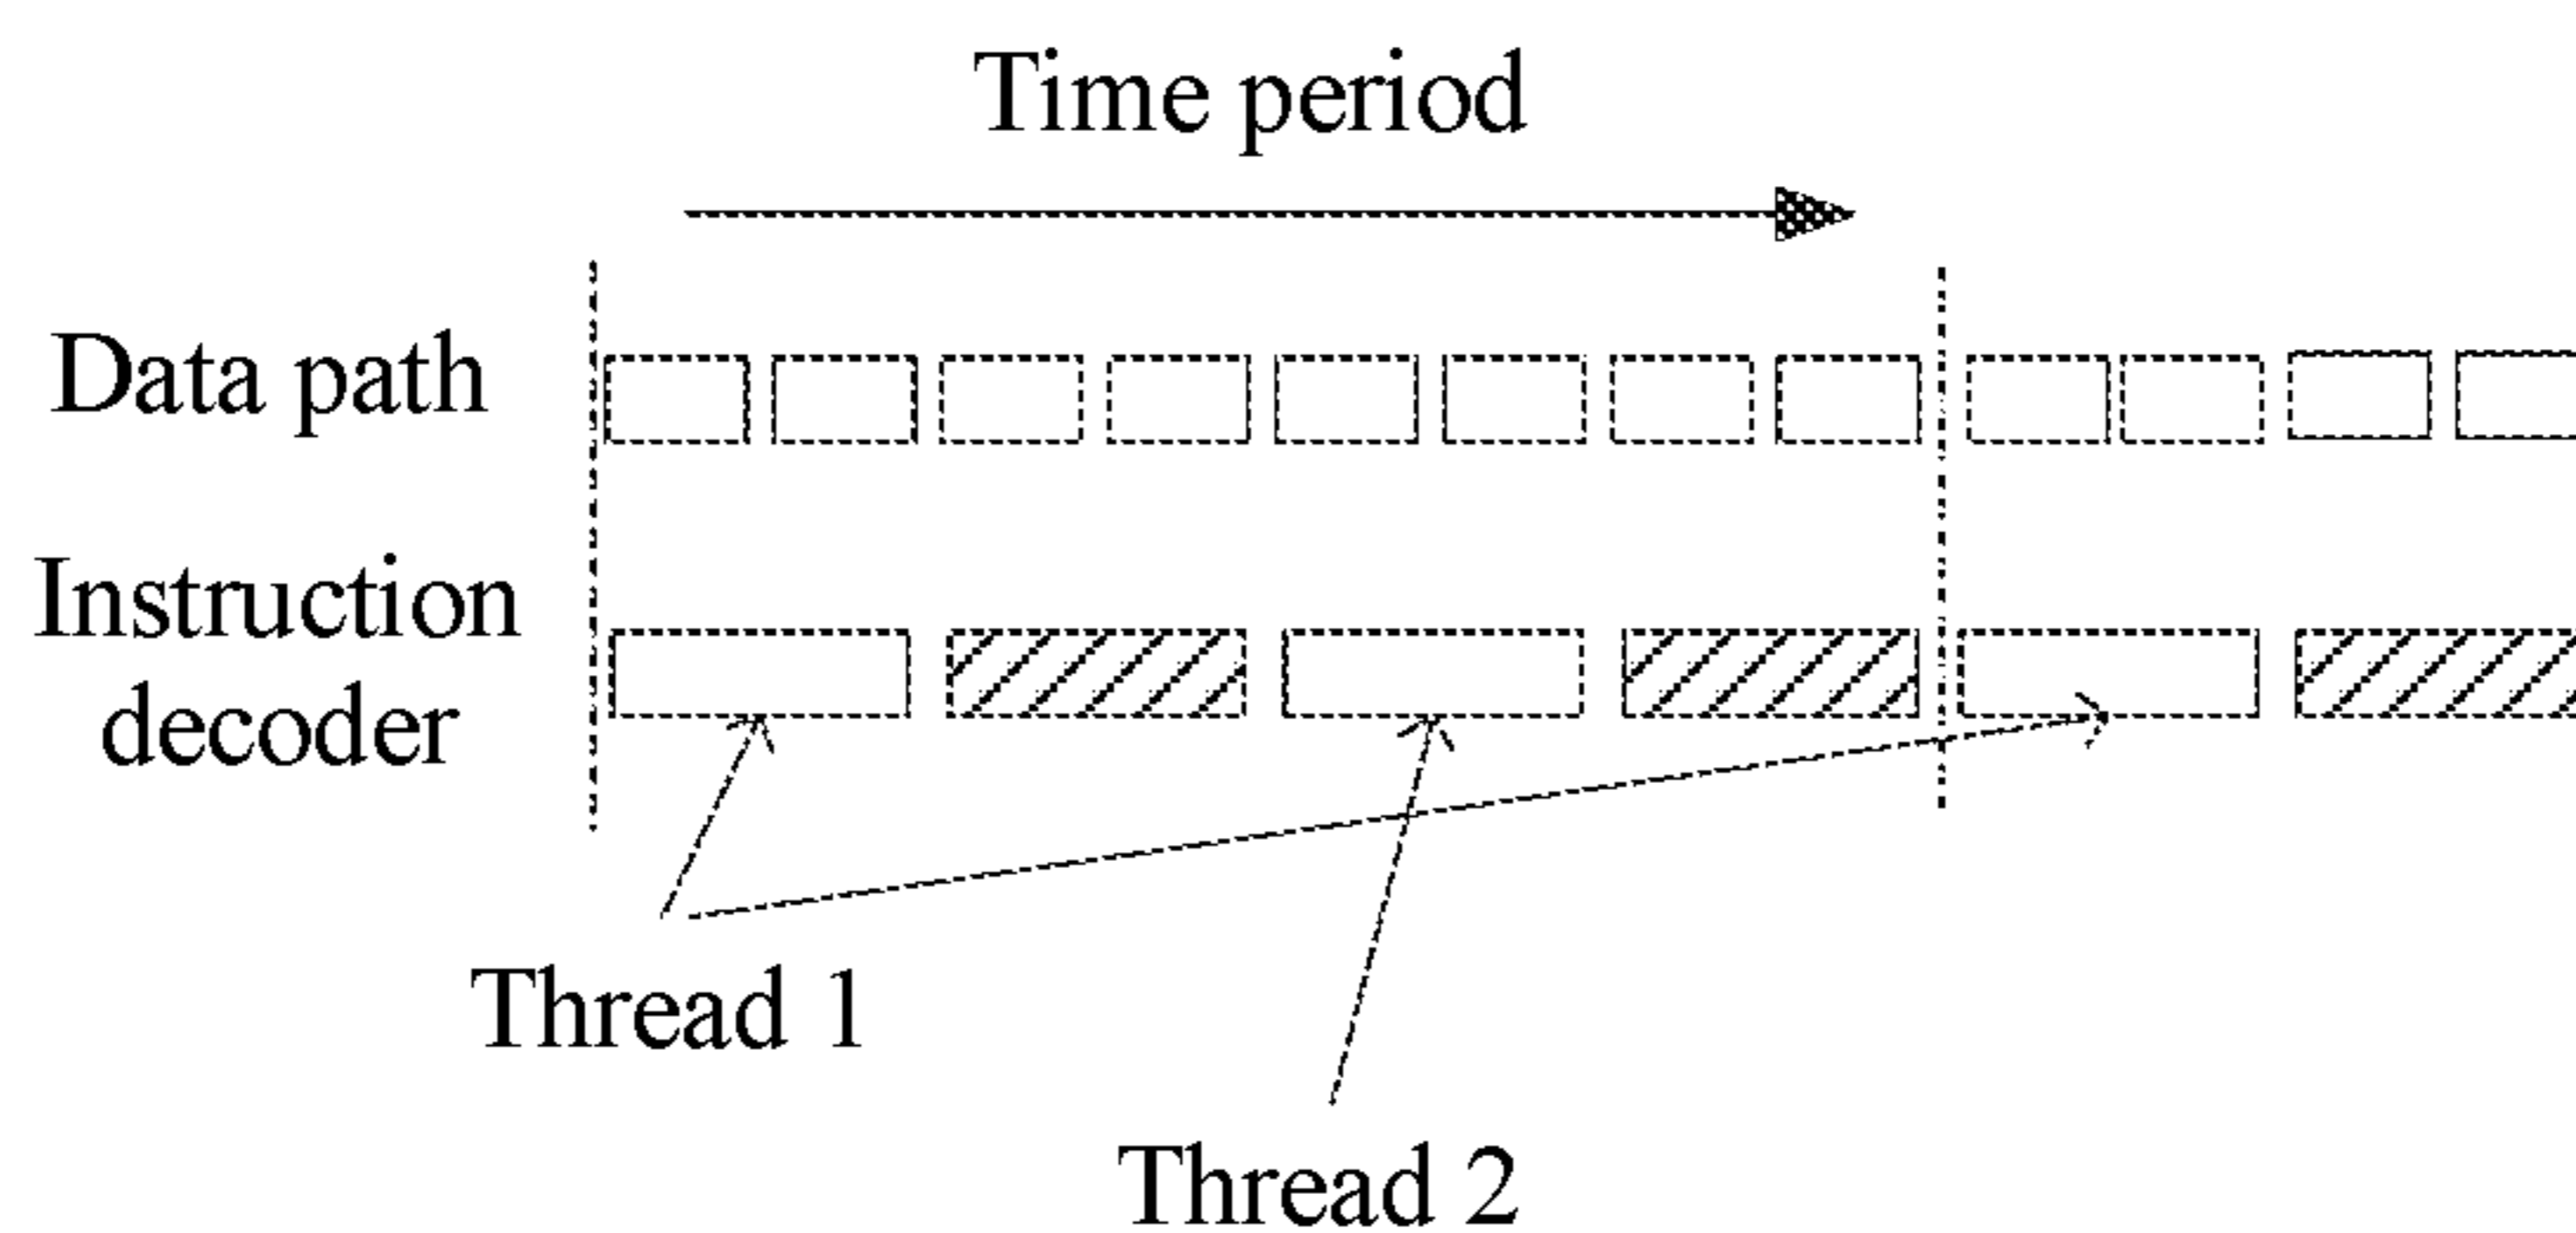 Time period
Data path
Instruction
decoder
Thread 1
Thread 2